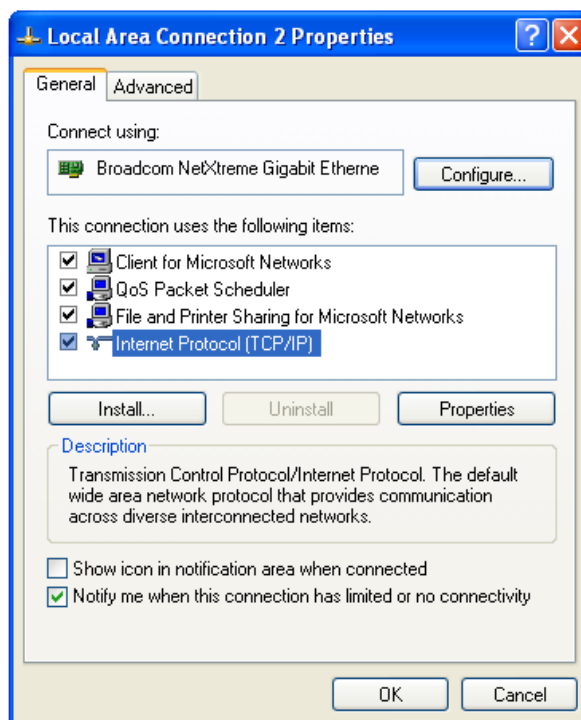 Local Area Connection 2 Properties
General
Advanced
Connect using:
Broadcom NetXtreme Gigabit Etherne
Configure...
This connection uses the following items:
Client for Microsoft Networks
QoS Packet Scheduler
File and Printer Sharing for Microsoft Networks
Internet Protocol (TCP/IP)
Install...
Uninstall
Properties
Description
Transmission Control Protocol/Internet Protocol. The default
wide area network protocol that provides communication
across diverse interconnected networks.
Show icon in notification area when connected
Notify me when this connection has limited or no connectivity
OK
Cancel